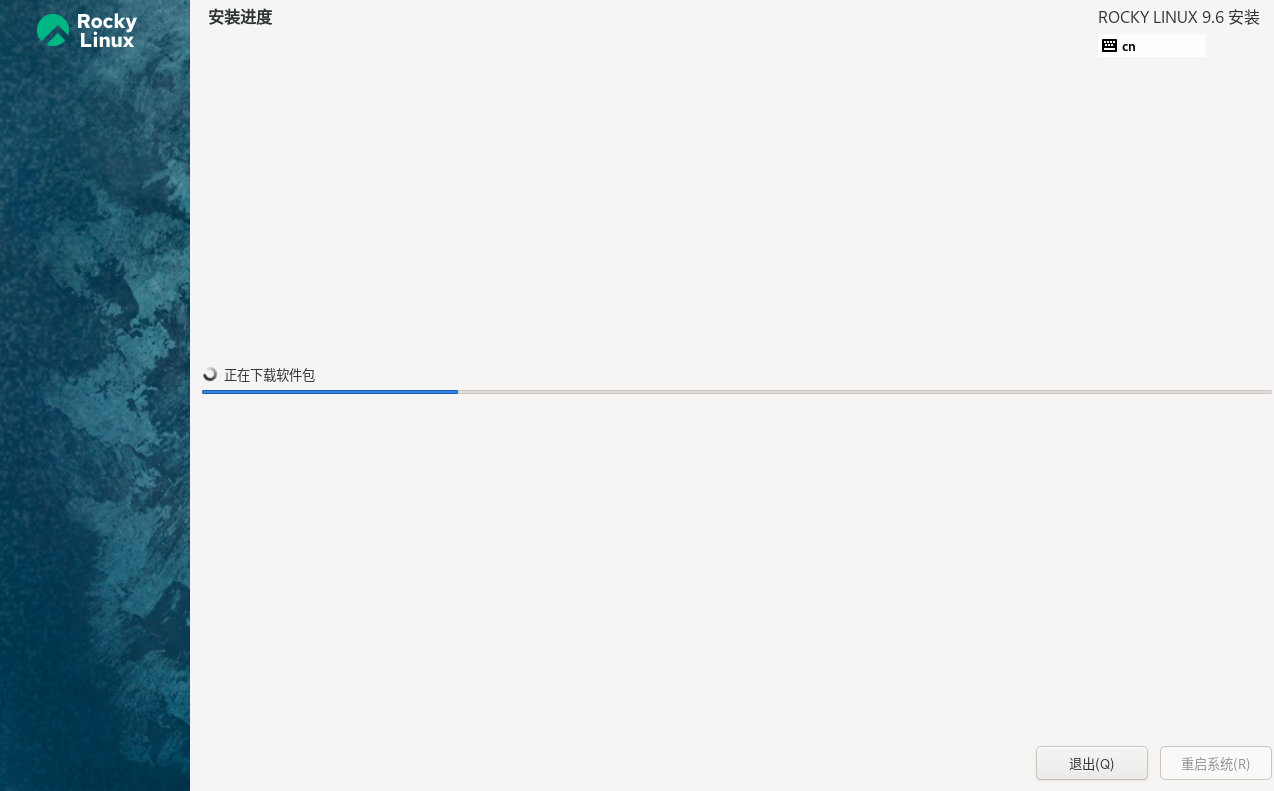 Rocky
Linux
安装进度
ROCKY LINUX 9.6 安装
cn
正在下载软件包
退出(Q)
重启系统(R)